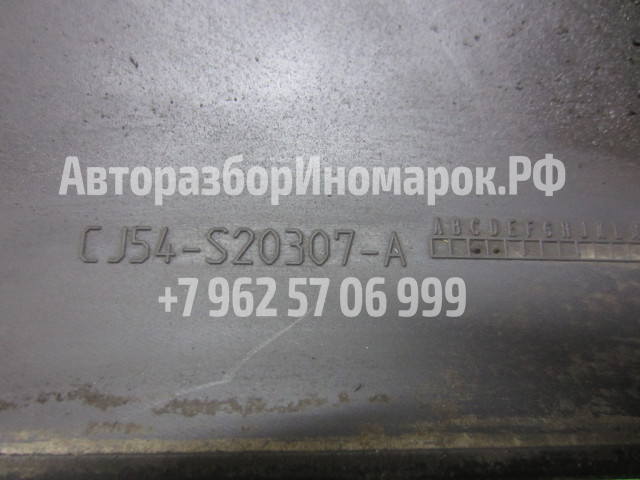 АвторазборИномарок.РФ
A B C D E F G H J K L
CJ54-S20307-A
+7 962 57 06 999